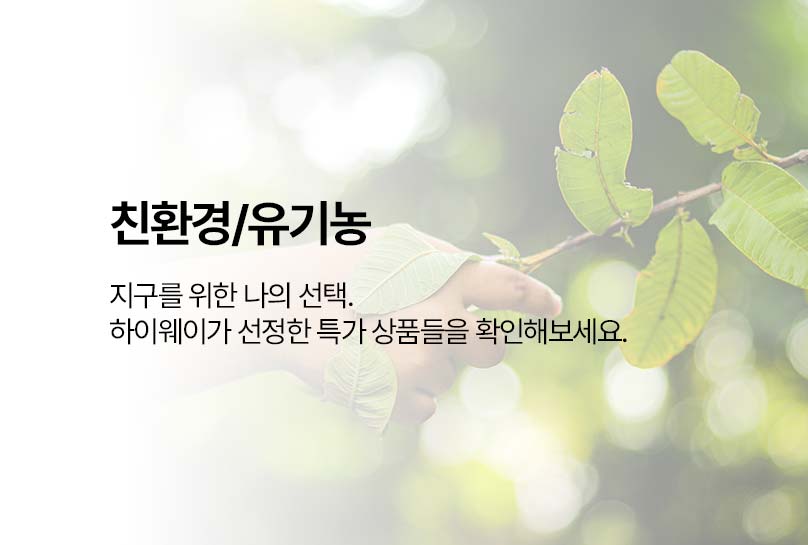 친환경/유기농
지구를 위한 나의 선택.
하이웨이가 선정한 특가 상품들을 확인해보세요.